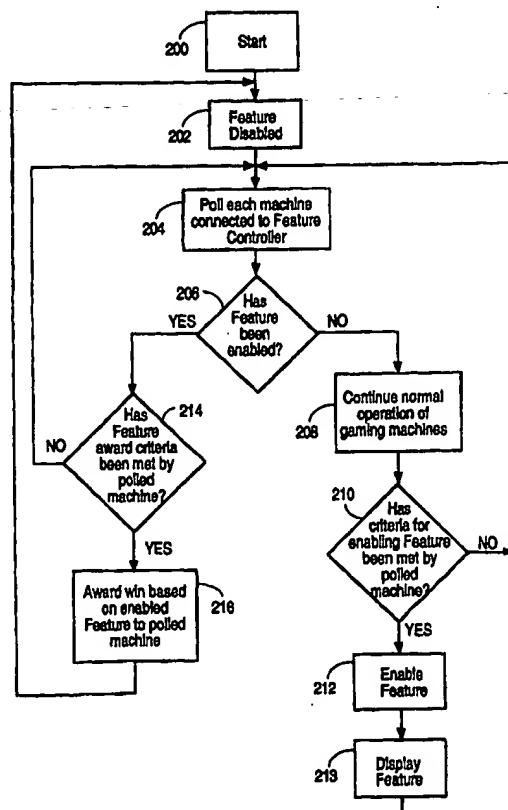 200
Start
202
Feature
Disabled
204
Poll each machine
connected to Feature
Controller
206
Has
Feature
been
enabled?
YES
NO
214
Has
Feature
award criteria
been met by
polled
machine?
NO
YES
Award win based
on enabled
Feature to polled
machine
216
Continue normal
operation of
gaming machines
208
210
Has
criteria for
enabling Feature
been met by
polled
machine?
NO
YES
212
Enable
Feature
213
Display
Feature